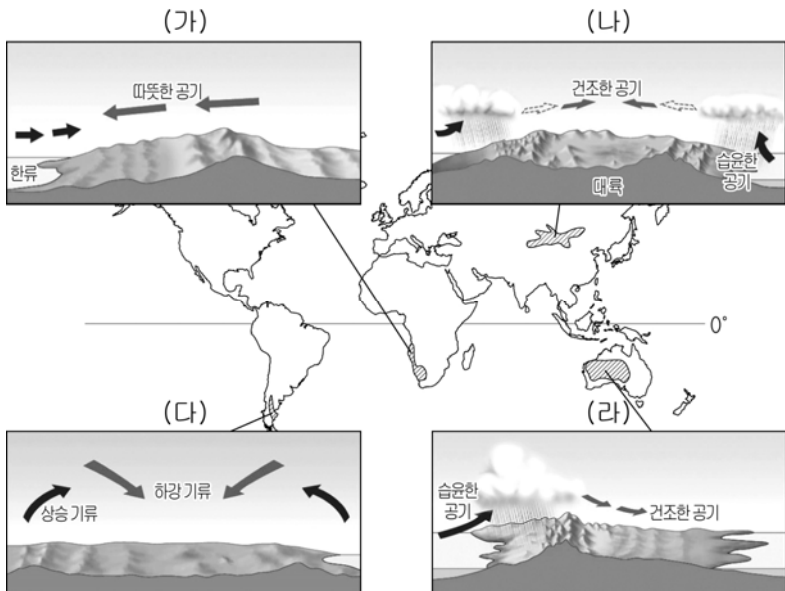 (가)
따뜻한 공기
한류
(나)
건조한 공기
습윤한
공기
대륙
0°
(다)
하강 기류
상승 기류
(라)
습윤한
공기
건조한 공기